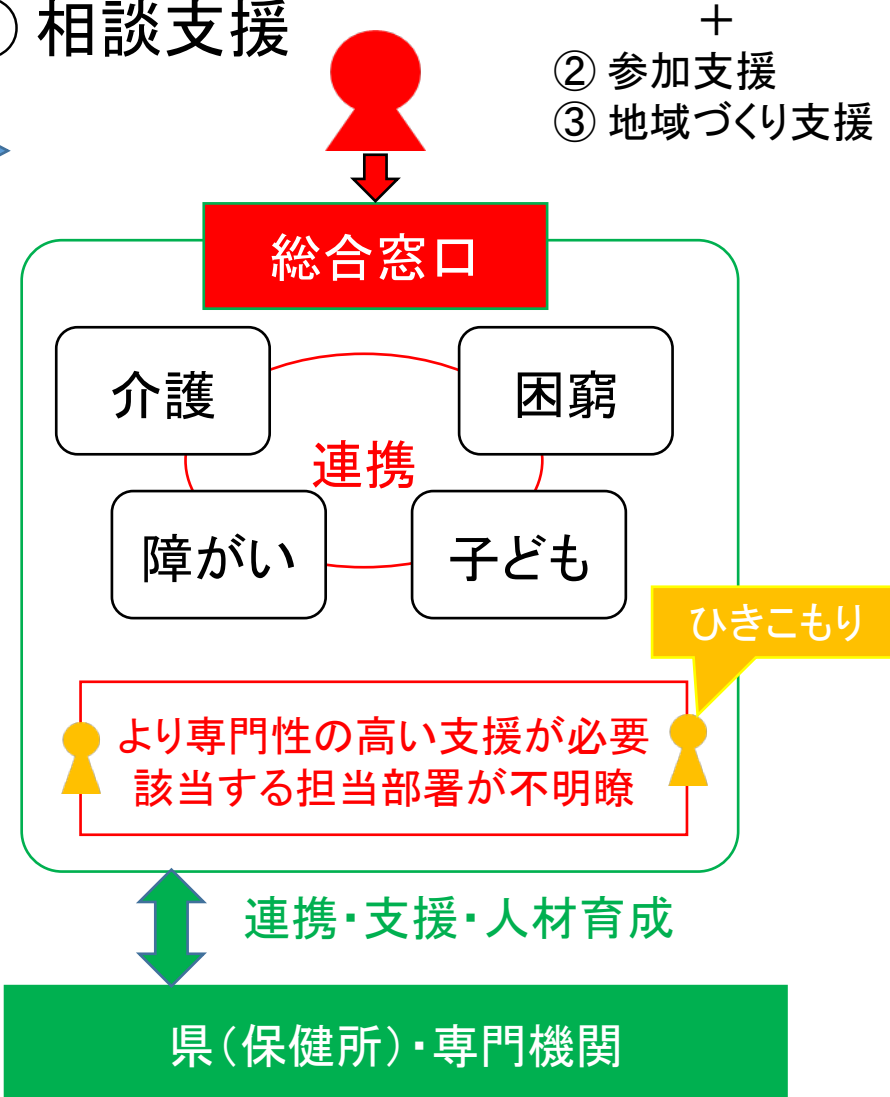 相談支援
＋
② 参加支援
③ 地域づくり支援
総合窓口
介護
困窮
連携
障がい
子ども
ひきこもり
より専門性の高い支援が必要
該当する担当部署が不明瞭
連携・支援・人材育成
県（保健所）・専門機関